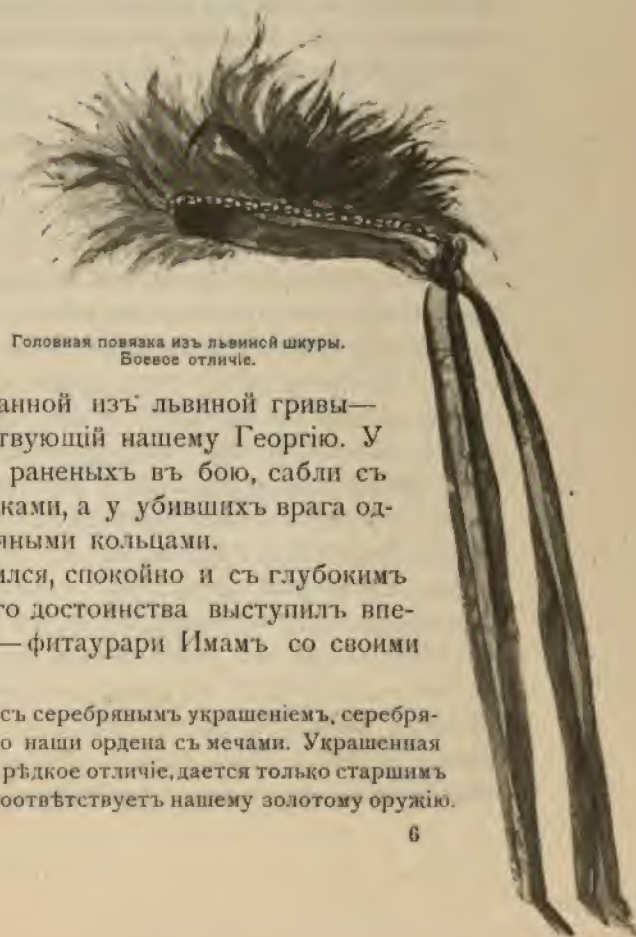 Головная повязка изъ львиной шкуры.
Боевое отличіе.
анной изъ львиной гривы—
твующій нашему Георгію. У
раненыхъ въ бою, сабли съ
ками, а у убившихъ врага од-
яными кольцами.
ился, спокойно и съ глубокимъ
го достоинства выступилъ впе-
— фитаурари Имамъ со своими
съ серебрянымъ украшеніемъ, серебря-
о наши ордена съ мечами. Украшенная
рѣдкое отличіе, дается только старшимъ
оотвѣтствуетъ нашему золотому оружію.
6